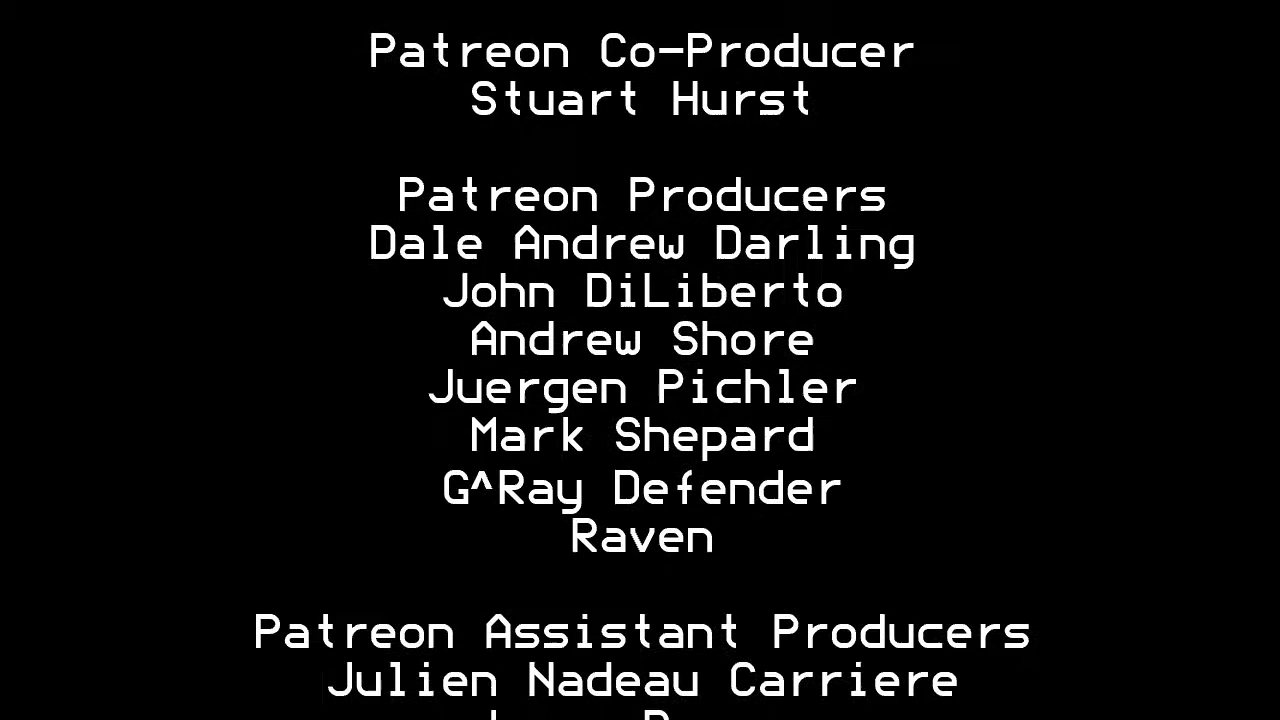 Patreon Co-Producer
Stuart Hurst
Patreon Producers
Dale Andrew Darling
John DiLiberto
Andrew Shore
Juergen Pichler
Mark Shepard
G^Ray Defender
Raven
Patreon Assistant Producers
Julien Nadeau Carriere